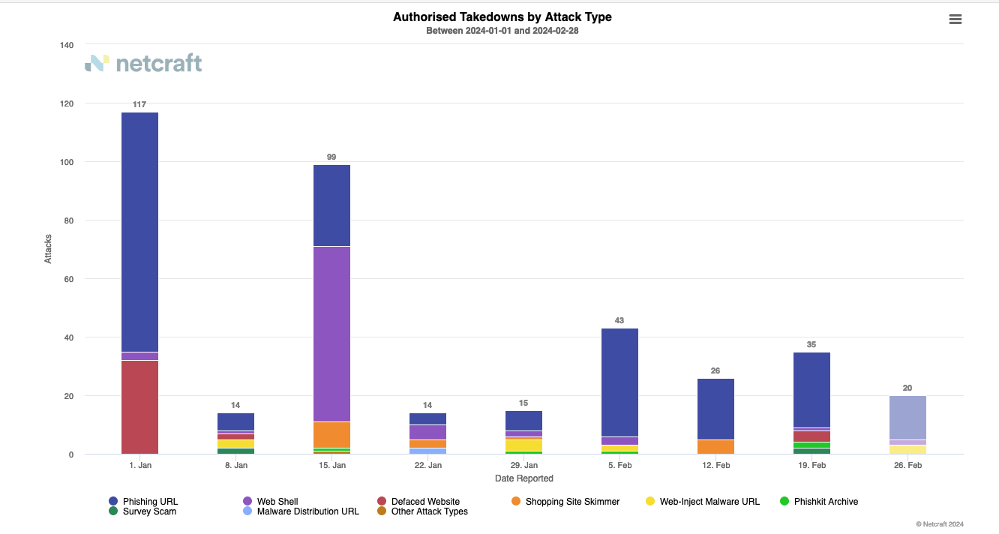 Authorised Takedowns by Attack Type
Between 2024-01-01 and 2024-02-28
netcraft
140
120
100
80
60
40
20
0
Attacks
117
14
99
14
15
43
26
35
20
1. Jan 8. Jan 15. Jan 22. Jan 29. Jan 5. Feb 12. Feb 19. Feb 26. Feb
Date Reported
Phishing URL Web Shell Defaced Website Shopping Site Skimmer Web-Inject Malware URL Phishkit Archive
Survey Scam Malware Distribution URL Other Attack Types
© Netcraft 2024